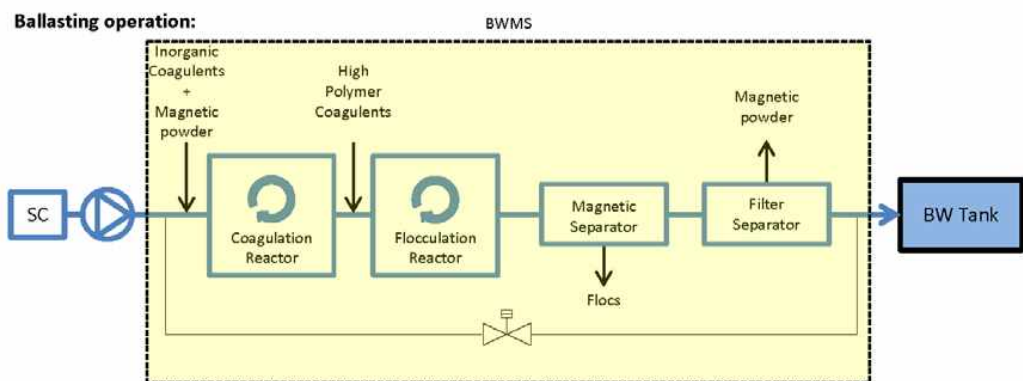 Ballasting operation:
BWMS
Inorganic
Coagulents
+
Magnetic
powder
High
Polymer
Coagulents
Magnetic
powder
SC
Coagulation
Reactor
Flocculation
Reactor
Magnetic
Separator
Filter
Separator
BW Tank
Flocs